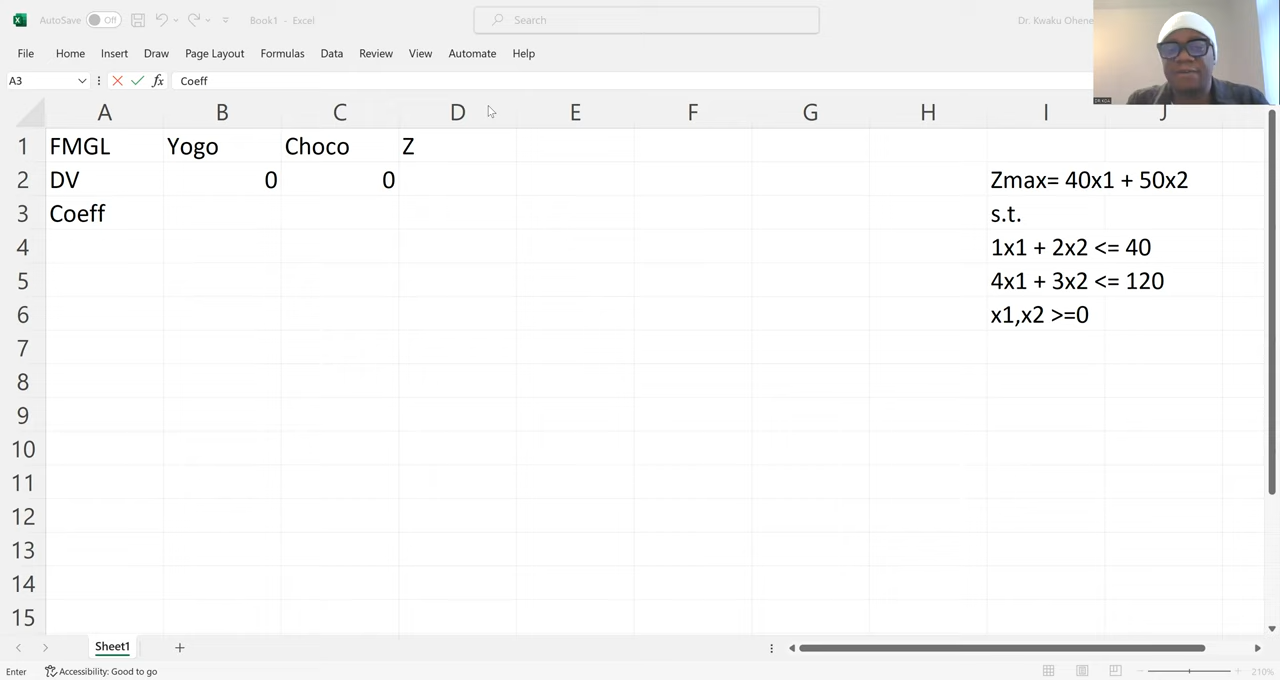 AutoSave Off Book1 - Excel Search Dr. Kwaku Ohene
File Home Insert Draw Page Layout Formulas Data Review View Automate Help
A3 fx Coeff
A B C D E F G H I J
1 FMGL Yogo Choco Z
2 DV 0 0 Zmax= 40x1 + 50x2
3 Coeff s.t.
4 1x1 + 2x2 <= 40
5 4x1 + 3x2 <= 120
6 x1,x2 >=0
7
8
9
10
11
12
13
14
15
Sheet1
Enter Accessibility: Good to go 210%